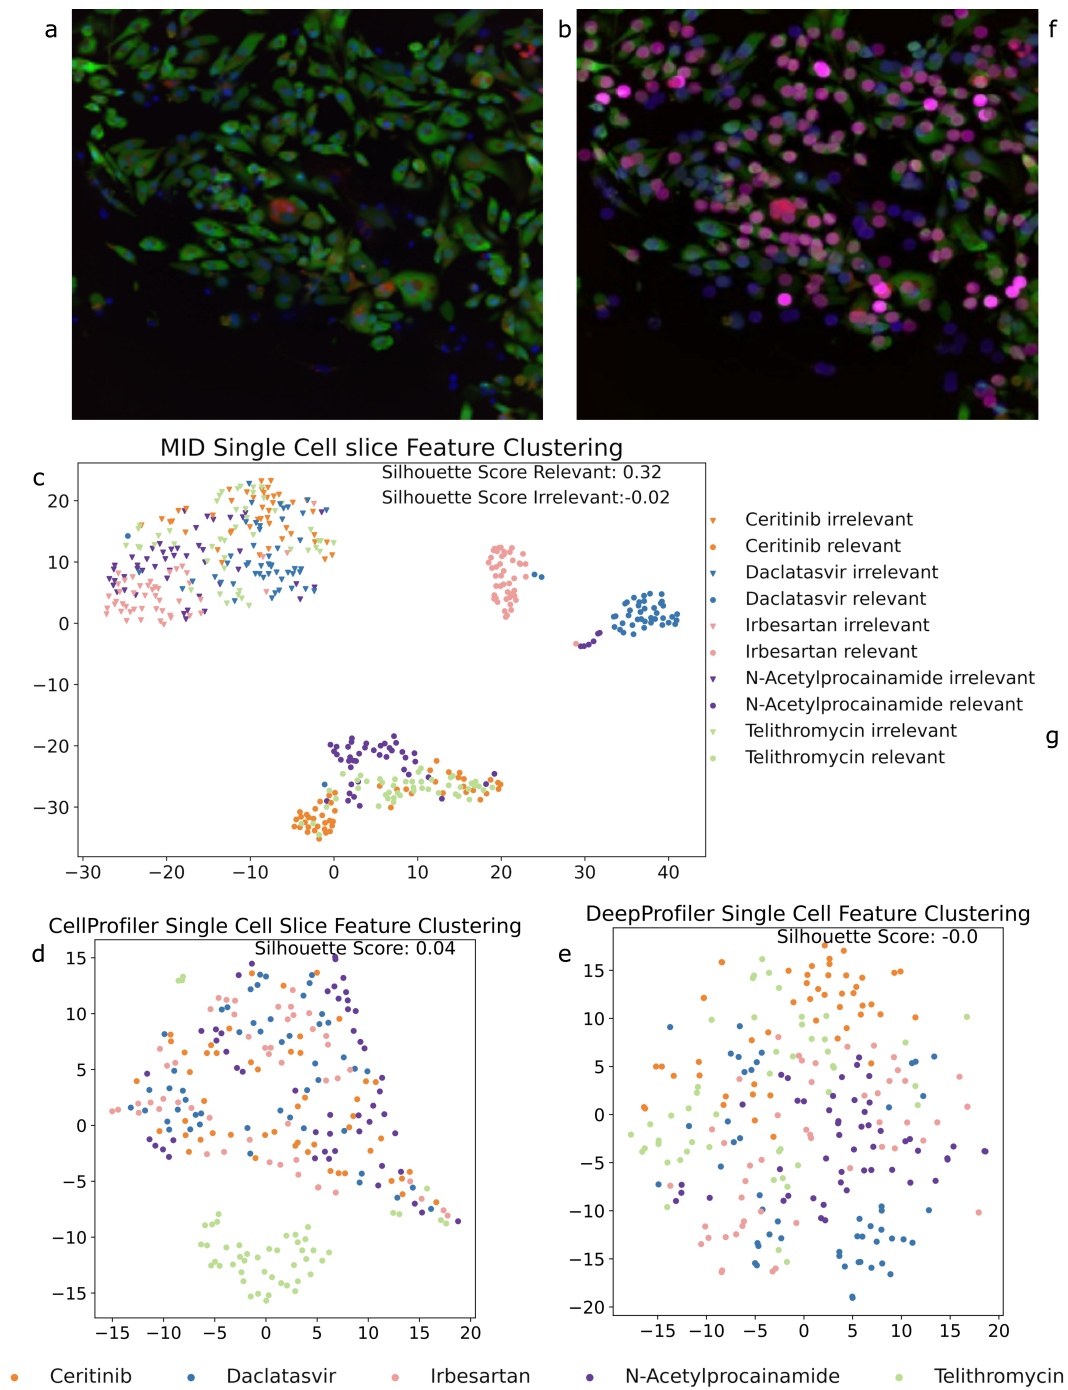 a
b
f
MID Single Cell slice Feature Clustering
c
Silhouette Score Relevant: 0.32
Silhouette Score Irrelevant:-0.02
20
10
0
−10
−20
−30
−30 −20 −10 0 10 20 30 40
Ceritinib irrelevant
Ceritinib relevant
Daclatasvir irrelevant
Daclatasvir relevant
Irbesartan irrelevant
Irbesartan relevant
N-Acetylprocainamide irrelevant
N-Acetylprocainamide relevant
Telithromycin irrelevant
Telithromycin relevant
g
CellProfiler Single Cell Slice Feature Clustering
d
Silhouette Score: 0.04
15
10
5
0
−5
−10
−15
−15 −10 −5 0 5 10 15 20
DeepProfiler Single Cell Feature Clustering
e
Silhouette Score: -0.0
15
10
5
0
−5
−10
−15
−20
−15 −10 −5 0 5 10 15 20
Ceritinib Daclatasvir Irbesartan N-Acetylprocainamide Telithromycin